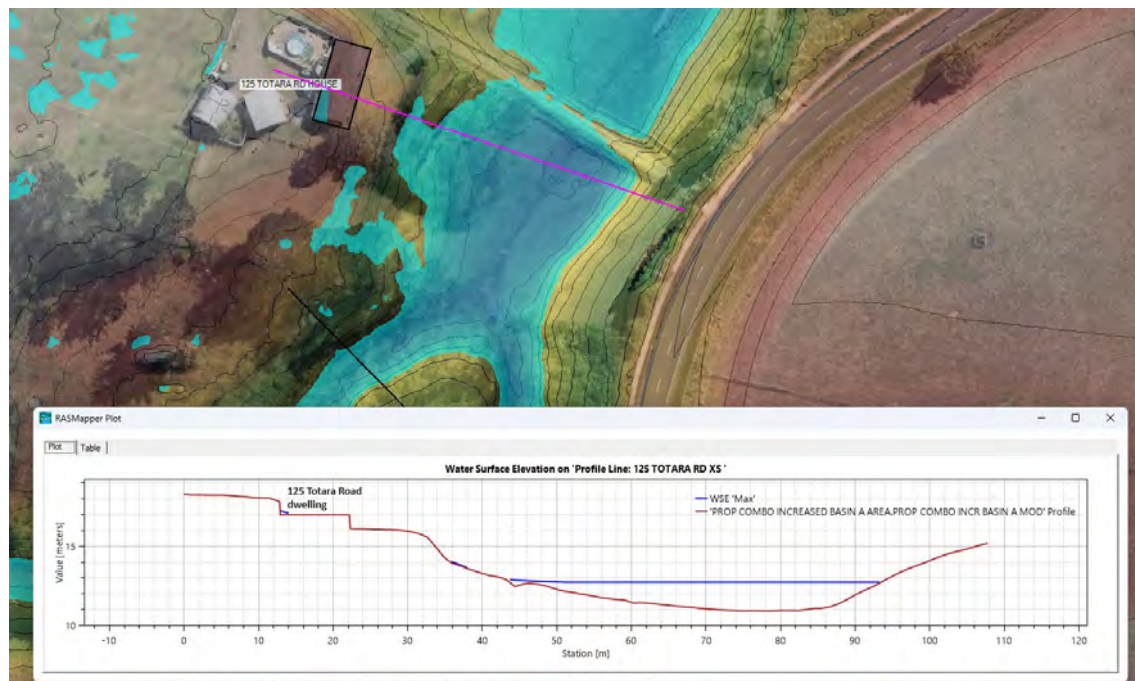 125 TOTARA RD HOUSE
RASMapper Plot
Plot
Table
Water Surface Elevation on 'Profile Line: 125 TOTARA RD XS '
125 Totara Road
dwelling
WSE 'Max'
'PROP COMBO INCREASED BASIN A AREA.PROP COMBO INCR BASIN A MOD' Profile
Value [meters]
15
10
-10 0 10 20 30 40 50 60 70 80 90 100 110 120
Station [m]